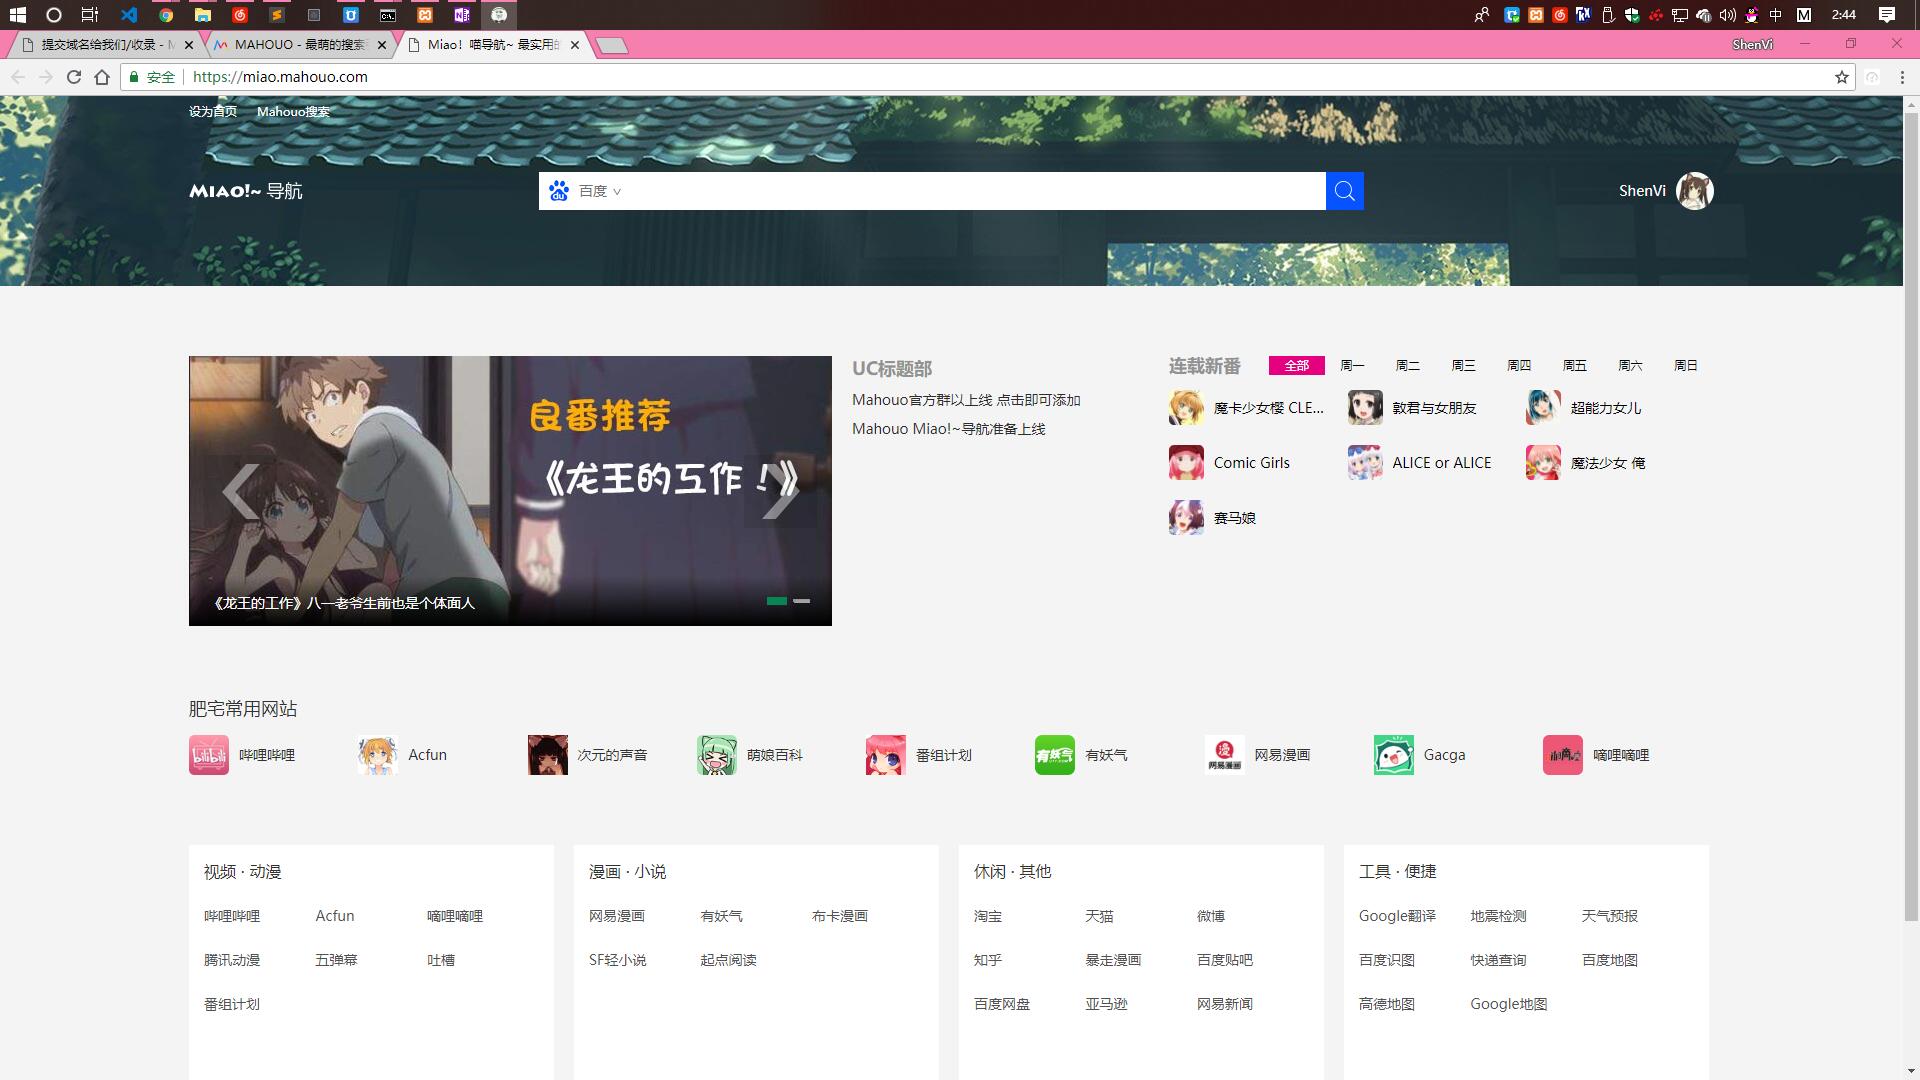 2:44
提交域名给我们/收录 - M
MAHOUO - 最萌的搜索
Miao！喵导航~ 最实用的
ShenVi
安全
https://miao.mahouo.com
设为首页 Mahouo搜索
MIAO!~ 导航
百度
ShenVi
良番推荐
《龙王的工作！》
《龙王的工作》八一老爷生前也是个体面人
UC标题部
Mahouo官方群以上线 点击即可添加
Mahouo Miao!~导航准备上线
连载新番 全部 周一 周二 周三 周四 周五 周六 周日
魔卡少女樱 CLE... 敦君与女朋友 超能力女儿
Comic Girls ALICE or ALICE 魔法少女 俺
赛马娘
肥宅常用网站
哔哩哔哩 Acfun 次元的声音 萌娘百科 番组计划 有妖气 网易漫画 Gacga 嘀哩嘀哩
视频 · 动漫
哔哩哔哩 Acfun 嘀哩嘀哩
腾讯动漫 五弹幕 吐槽
番组计划
漫画 · 小说
网易漫画 有妖气 布卡漫画
SF轻小说 起点阅读
休闲 · 其他
淘宝 天猫 微博
知乎 暴走漫画 百度贴吧
百度网盘 亚马逊 网易新闻
工具 · 便捷
Google翻译 地震检测 天气预报
百度识图 快递查询 百度地图
高德地图 Google地图